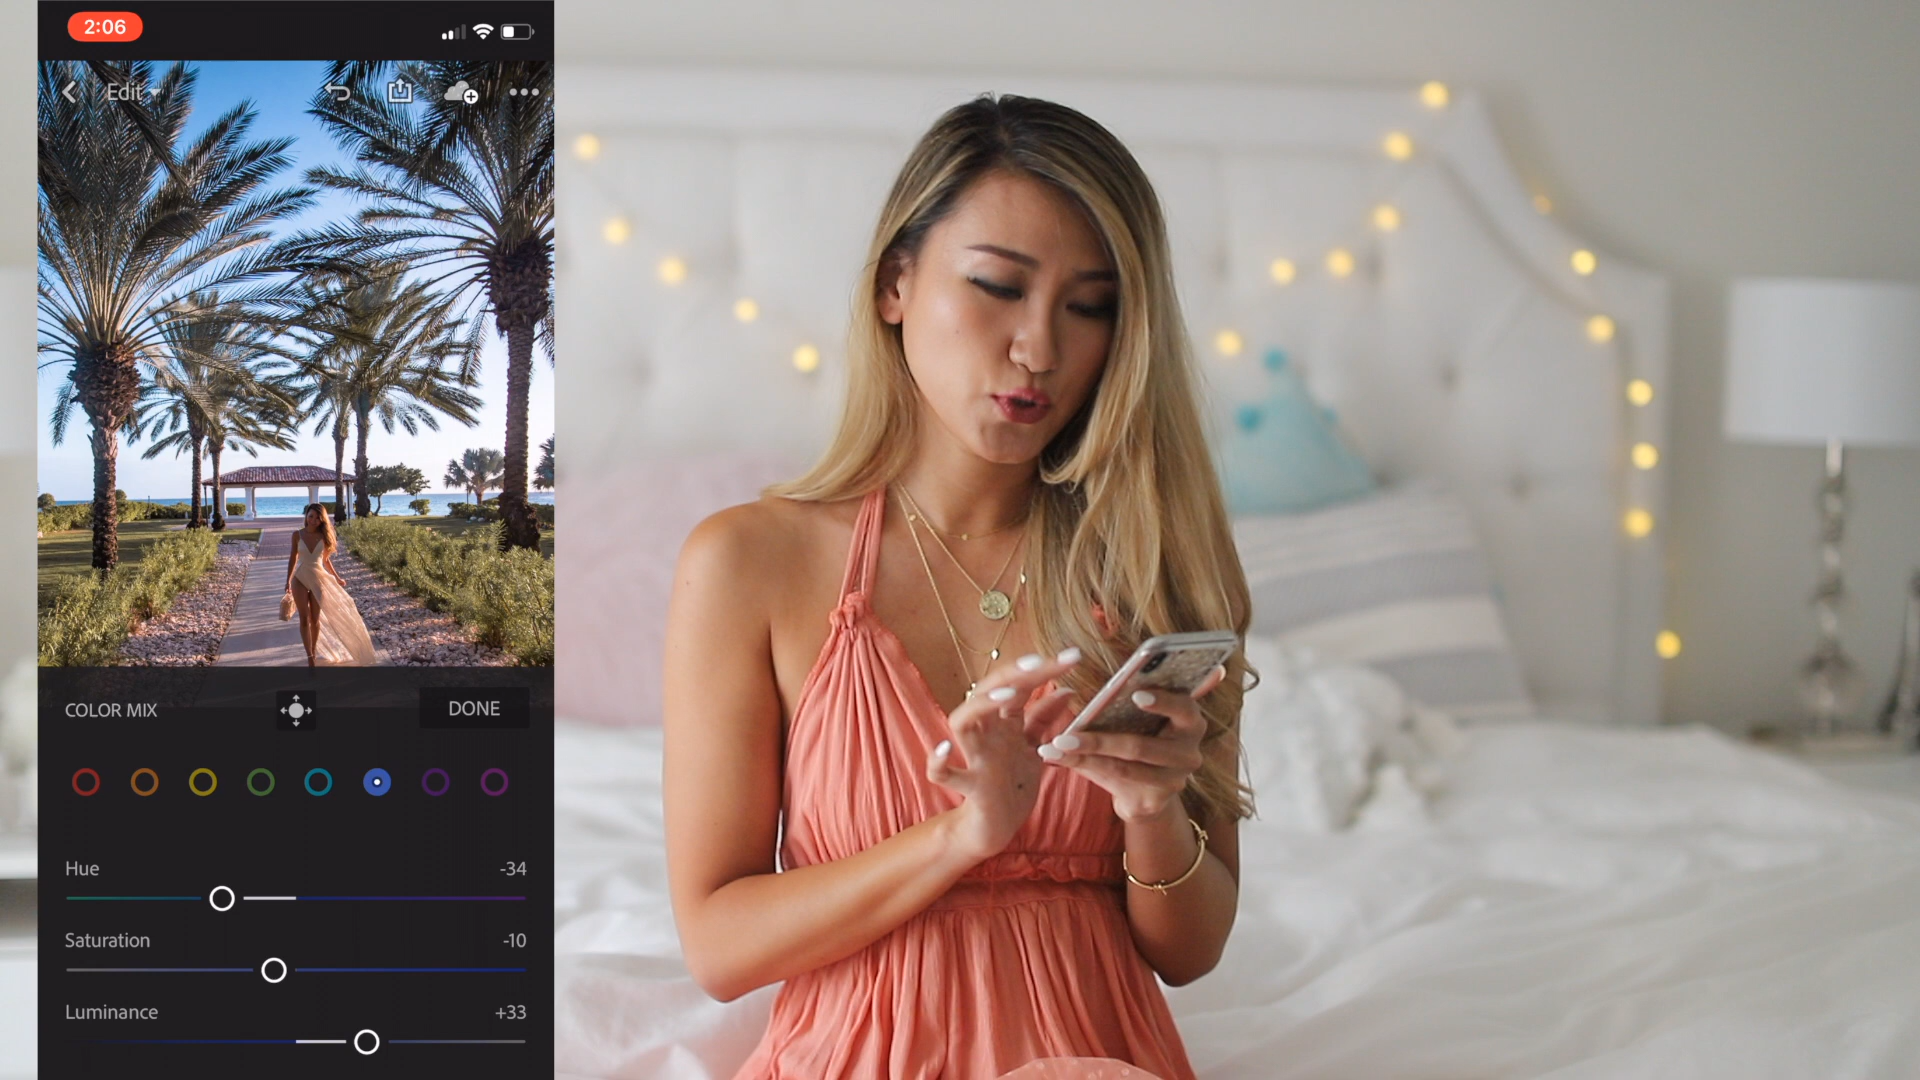 2:06
Edit
COLOR MIX
DONE
Hue -34
Saturation -10
Luminance +33